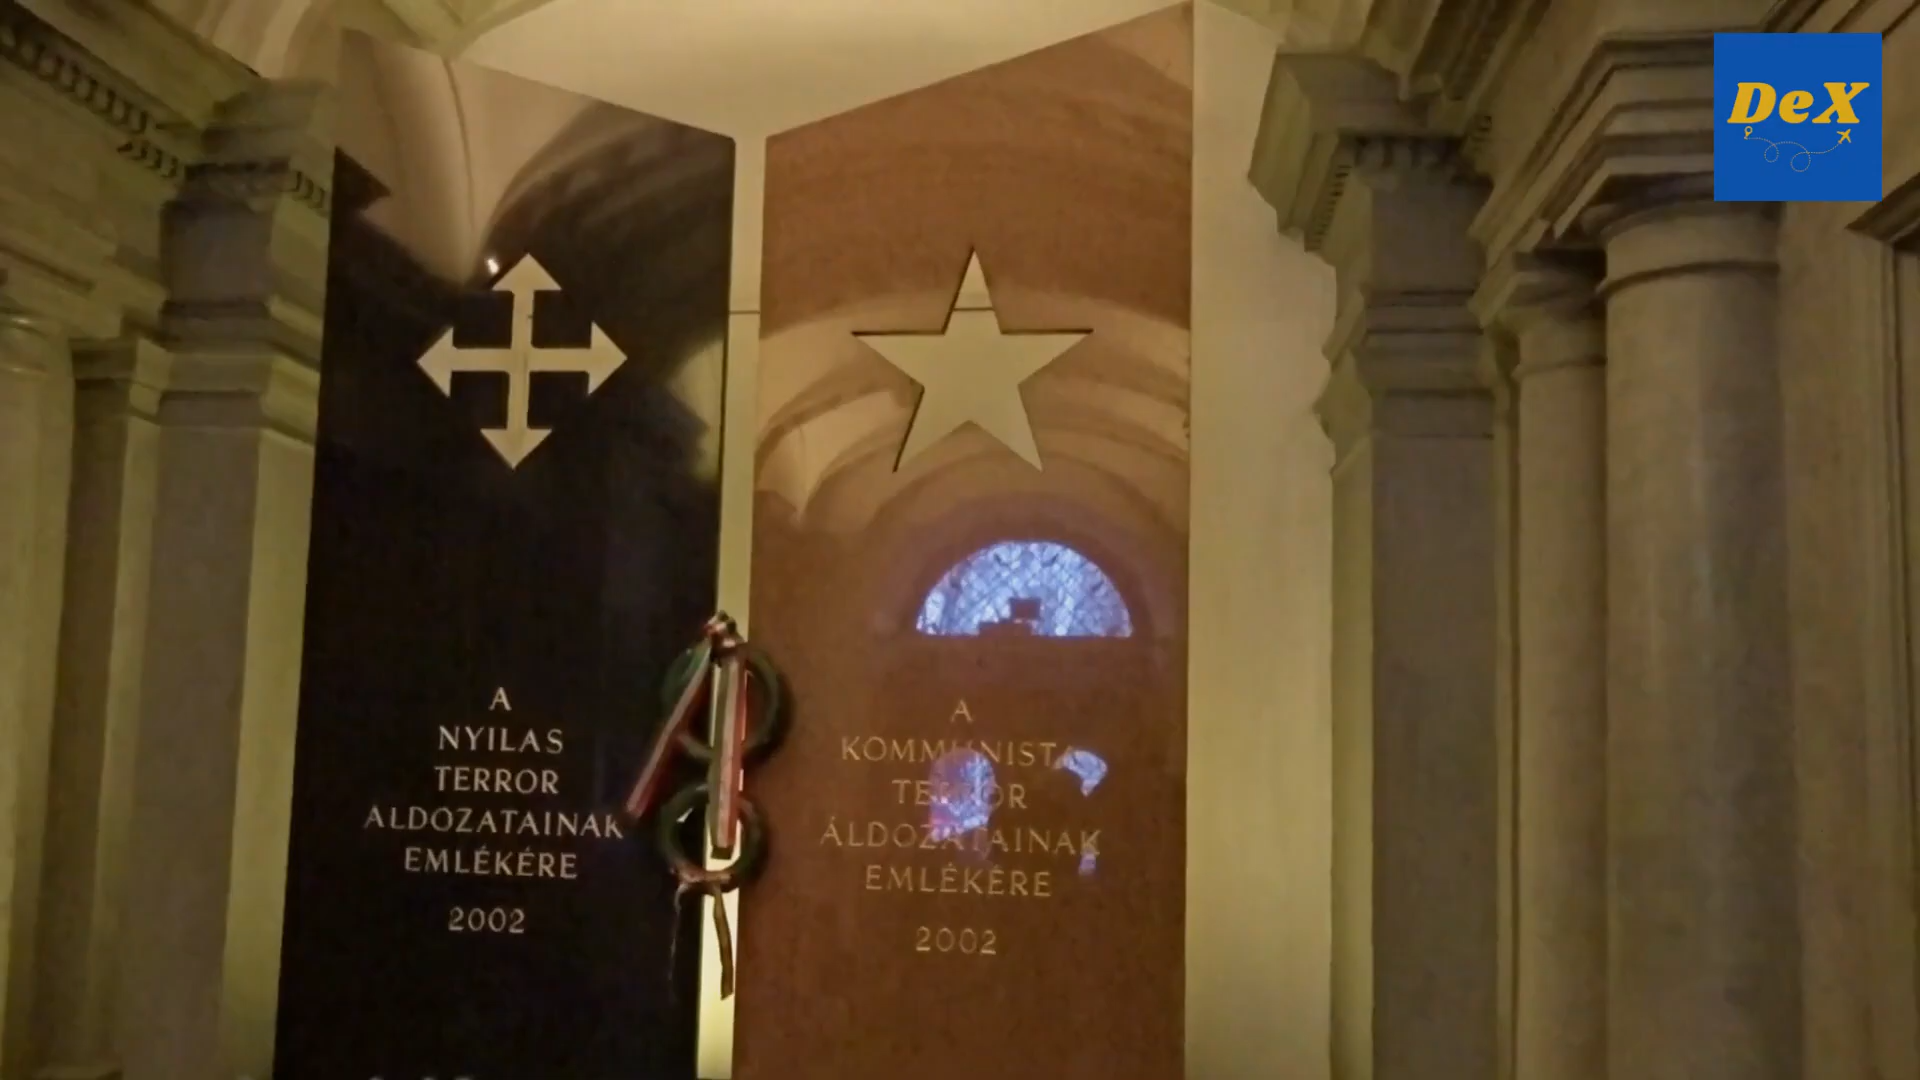 DeX
A
NYILAS
TERROR
ÁLDOZATAINAK
EMLÉKÉRE
2002
A
KOMMUNISTA
TERROR
ÁLDOZATAINAK
EMLÉKÉRE
2002